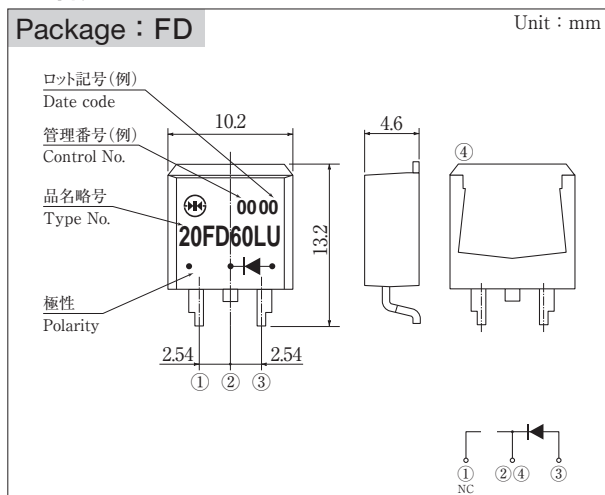 Package : FD
Unit : mm
ロット記号(例)
Date code
管理番号(例)
Control No.
品名略号
Type No.
極性
Polarity
10.2
0000
20FD60LU
13.2
2.54
2.54
① ② ③
4.6
④
① ②④ ③
NC